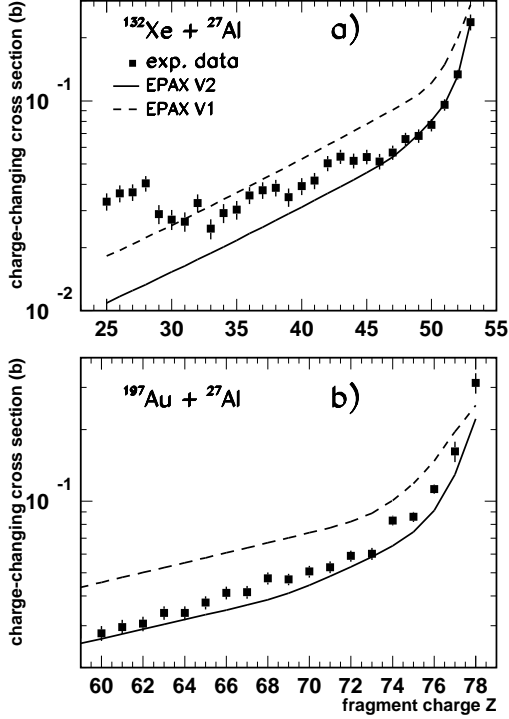 ¹³²Xe + ²⁷Al a)
exp. data
EPAX V2
EPAX V1
charge-changing cross section (b)
10⁻¹
10⁻²
25 30 35 40 45 50 55
¹⁹⁷Au + ²⁷Al b)
charge-changing cross section (b)
10⁻¹
60 62 64 66 68 70 72 74 76 78
fragment charge Z